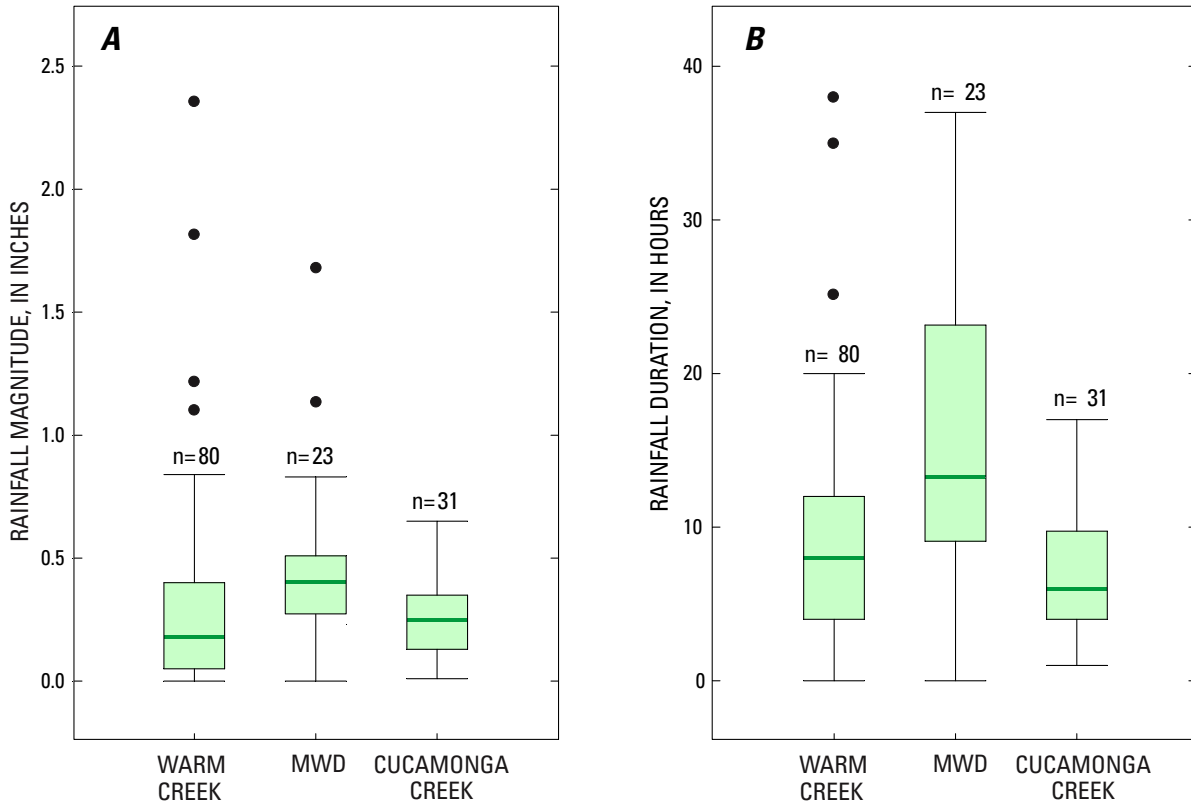 A
RAINFALL MAGNITUDE, IN INCHES
2.5
2.0
1.5
1.0
0.5
0.0
n=80
n=23
n=31
WARM
CREEK
MWD
CUCAMONGA
CREEK
B
RAINFALL DURATION, IN HOURS
40
30
20
10
0
n= 80
n= 23
n= 31
WARM
CREEK
MWD
CUCAMONGA
CREEK